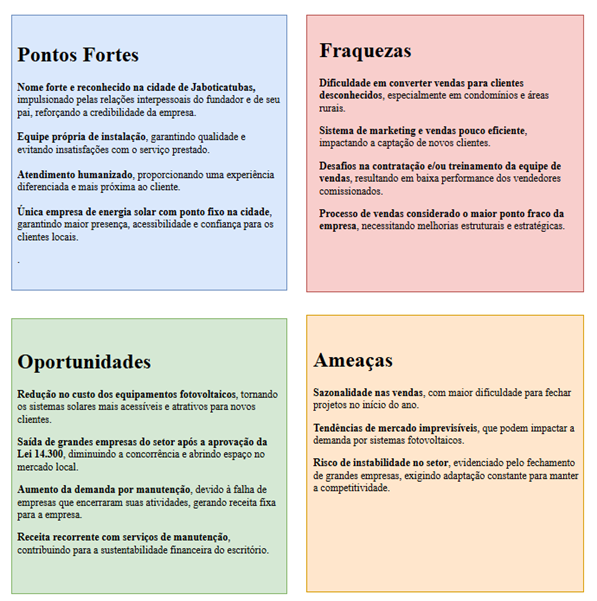 Pontos Fortes
Nome forte e reconhecido na cidade de Jaboticatubas,
impulsionado pelas relações interpessoais do fundador e de seu
pai, reforçando a credibilidade da empresa.
Equipe própria de instalação, garantindo qualidade e
evitando insatisfações com o serviço prestado.
Atendimento humanizado, proporcionando uma experiência
diferenciada e mais próxima ao cliente.
Única empresa de energia solar com ponto fixo na cidade,
garantindo maior presença, acessibilidade e confiança para os
clientes locais.
.
Fraquezas
Dificuldade em converter vendas para clientes
desconhecidos, especialmente em condomínios e áreas
rurais.
Sistema de marketing e vendas pouco eficiente,
impactando a captação de novos clientes.
Desafios na contratação e/ou treinamento da equipe de
vendas, resultando em baixa performance dos vendedores
comissionados.
Processo de vendas considerado o maior ponto fraco da
empresa, necessitando melhorias estruturais e estratégicas.
Oportunidades
Redução no custo dos equipamentos fotovoltaicos, tornando
os sistemas solares mais acessíveis e atrativos para novos
clientes.
Saída de grandes empresas do setor após a aprovação da
Lei 14.300, diminuindo a concorrência e abrindo espaço no
mercado local.
Aumento da demanda por manutenção, devido à falha de
empresas que encerraram suas atividades, gerando receita fixa
para a empresa.
Receita recorrente com serviços de manutenção,
contribuindo para a sustentabilidade financeira do escritório.
Ameaças
Sazonalidade nas vendas, com maior dificuldade para fechar
projetos no início do ano.
Tendências de mercado imprevisíveis, que podem impactar a
demanda por sistemas fotovoltaicos.
Risco de instabilidade no setor, evidenciado pelo fechamento
de grandes empresas, exigindo adaptação constante para manter
a competitividade.